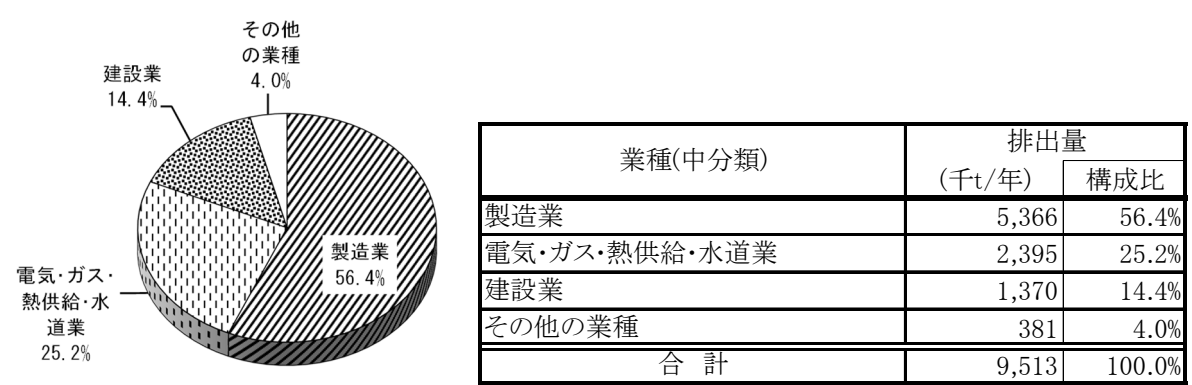 その他
の業種
4.0%
建設業
14.4%
製造業
56.4%
電気・ガス・
熱供給・水
道業
25.2%
業種(中分類) 排出量
(千t/年) 構成比
製造業 5,366 56.4%
電気・ガス・熱供給・水道業 2,395 25.2%
建設業 1,370 14.4%
その他の業種 381 4.0%
合 計 9,513 100.0%